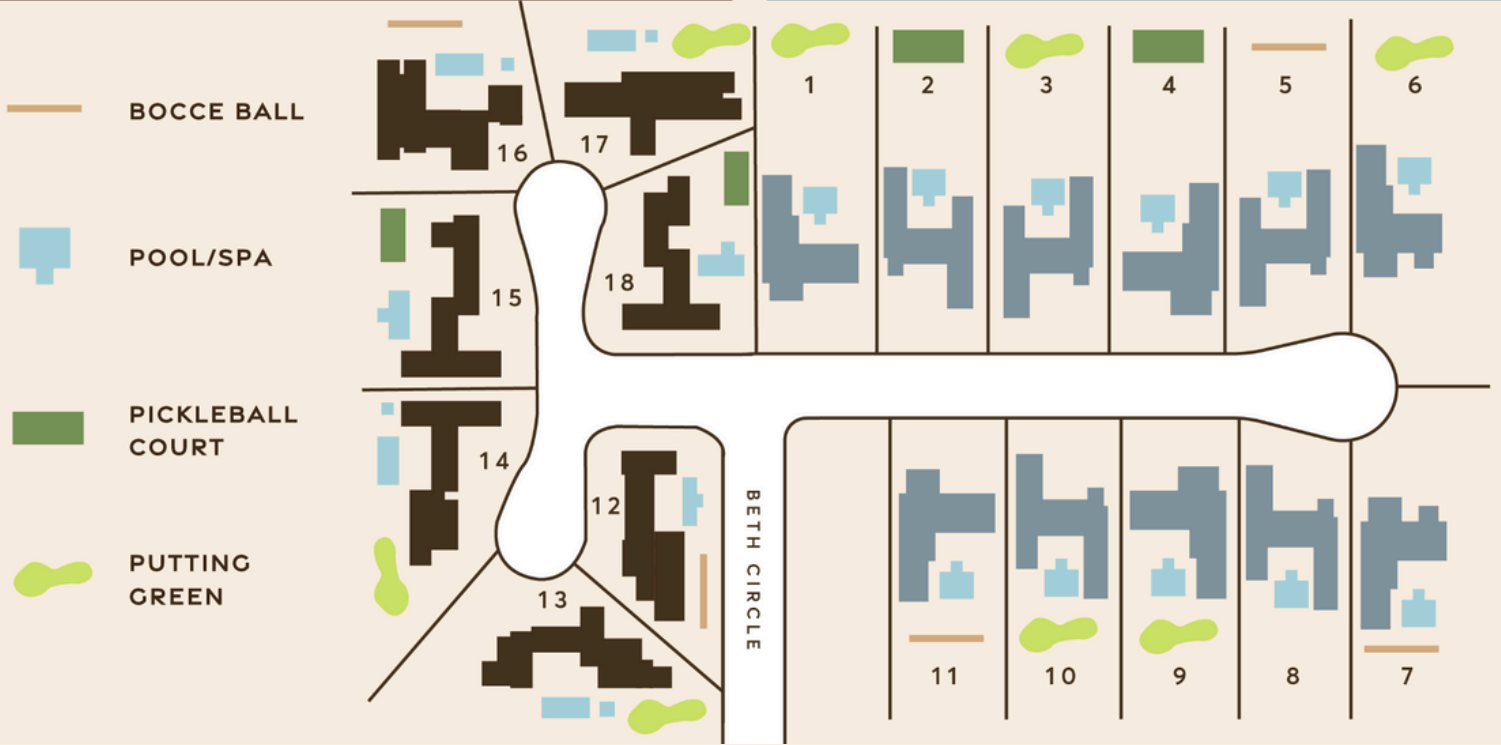 BOCCE BALL
POOL/SPA
PICKLEBALL
COURT
PUTTING
GREEN
16
17
1
2
3
4
5
6
15
18
14
12
13
BETH CIRCLE
11
10
9
8
7